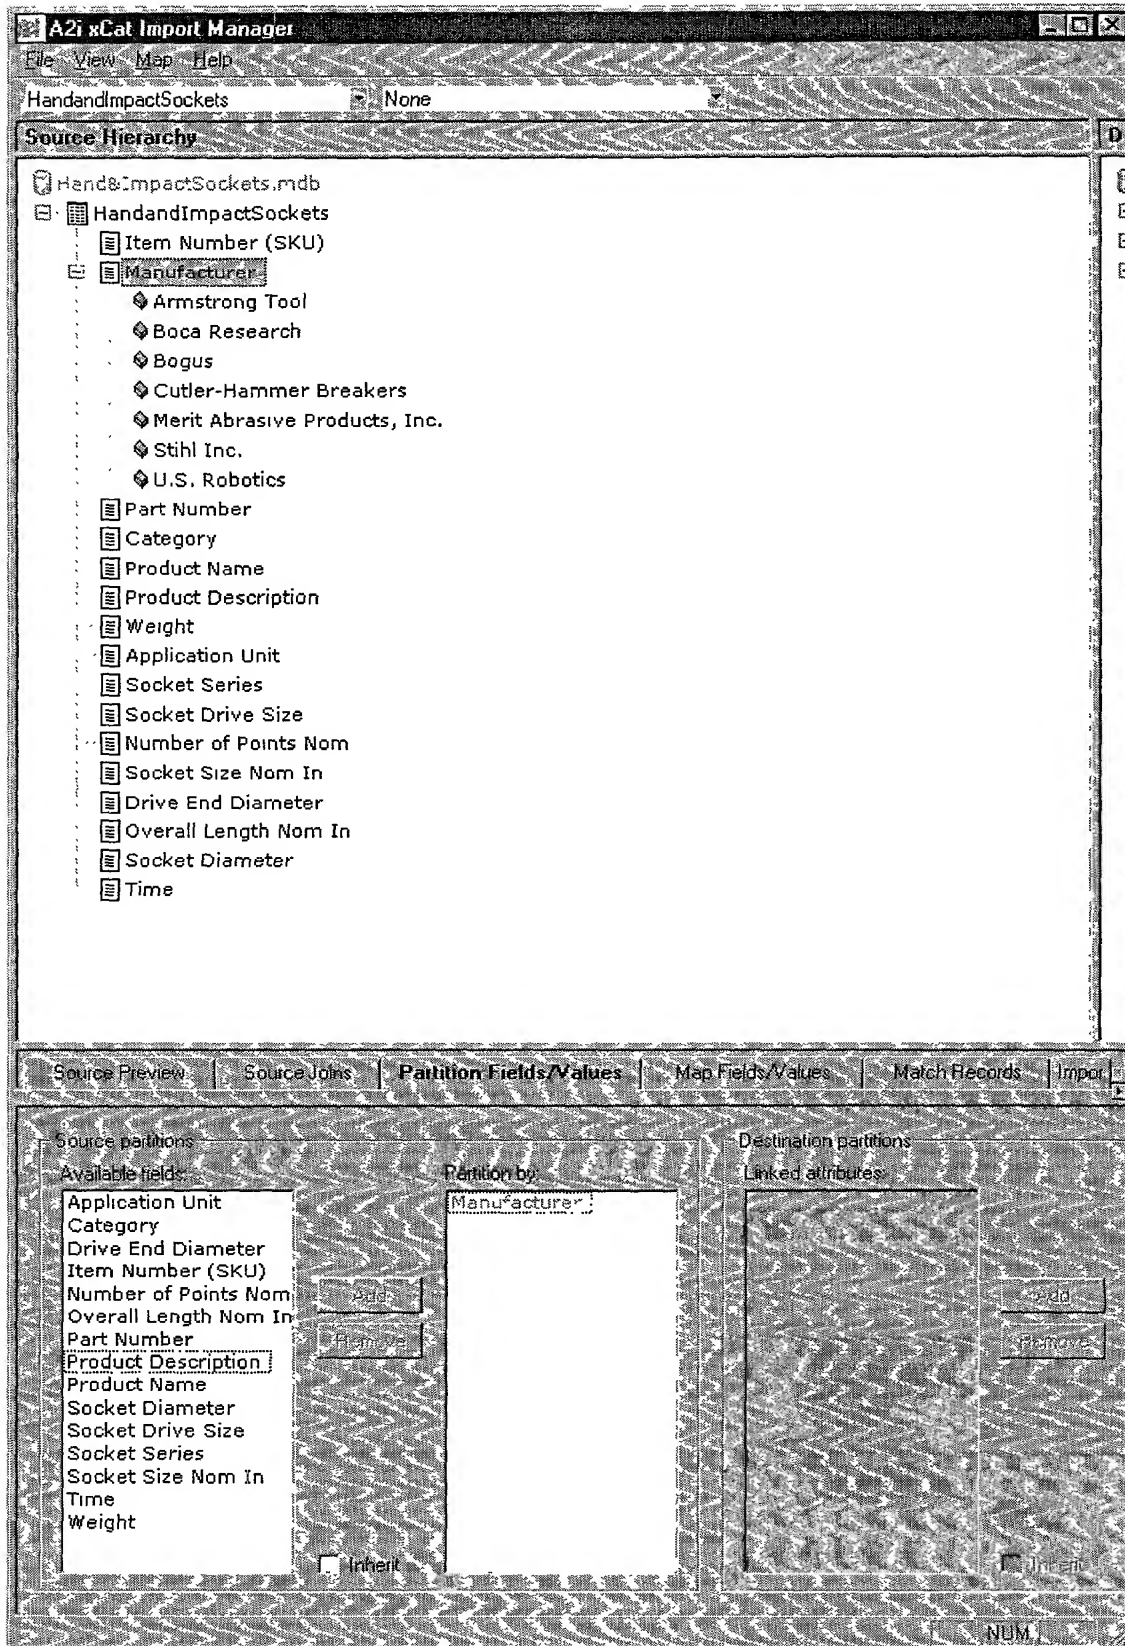 A2i xCat Import Manager
File View Map Help
HandandImpactSockets None
Source Hierarchy D
Hand&ImpactSockets.mdb
HandandImpactSockets
Item Number (SKU)
Manufacturer
Armstrong Tool
Boca Research
Bogus
Cutler-Hammer Breakers
Merit Abrasive Products, Inc.
Stihl Inc.
U.S. Robotics
Part Number
Category
Product Name
Product Description
Weight
Application Unit
Socket Series
Socket Drive Size
Number of Points Nom
Socket Size Nom In
Drive End Diameter
Overall Length Nom In
Socket Diameter
Time
Source Preview Source Joins Partition Fields/Values Map Fields/Values Match Records Impor
Source partitions Destination partitions
Available fields: Partition by: Linked attributes:
Application Unit Manufacturer
Category
Drive End Diameter
Item Number (SKU)
Number of Points Nom Add Add
Overall Length Nom In
Part Number Remove Remove
Product Description
Product Name
Socket Diameter
Socket Drive Size
Socket Series
Socket Size Nom In
Time
Weight
Inherit Inherit
NUM